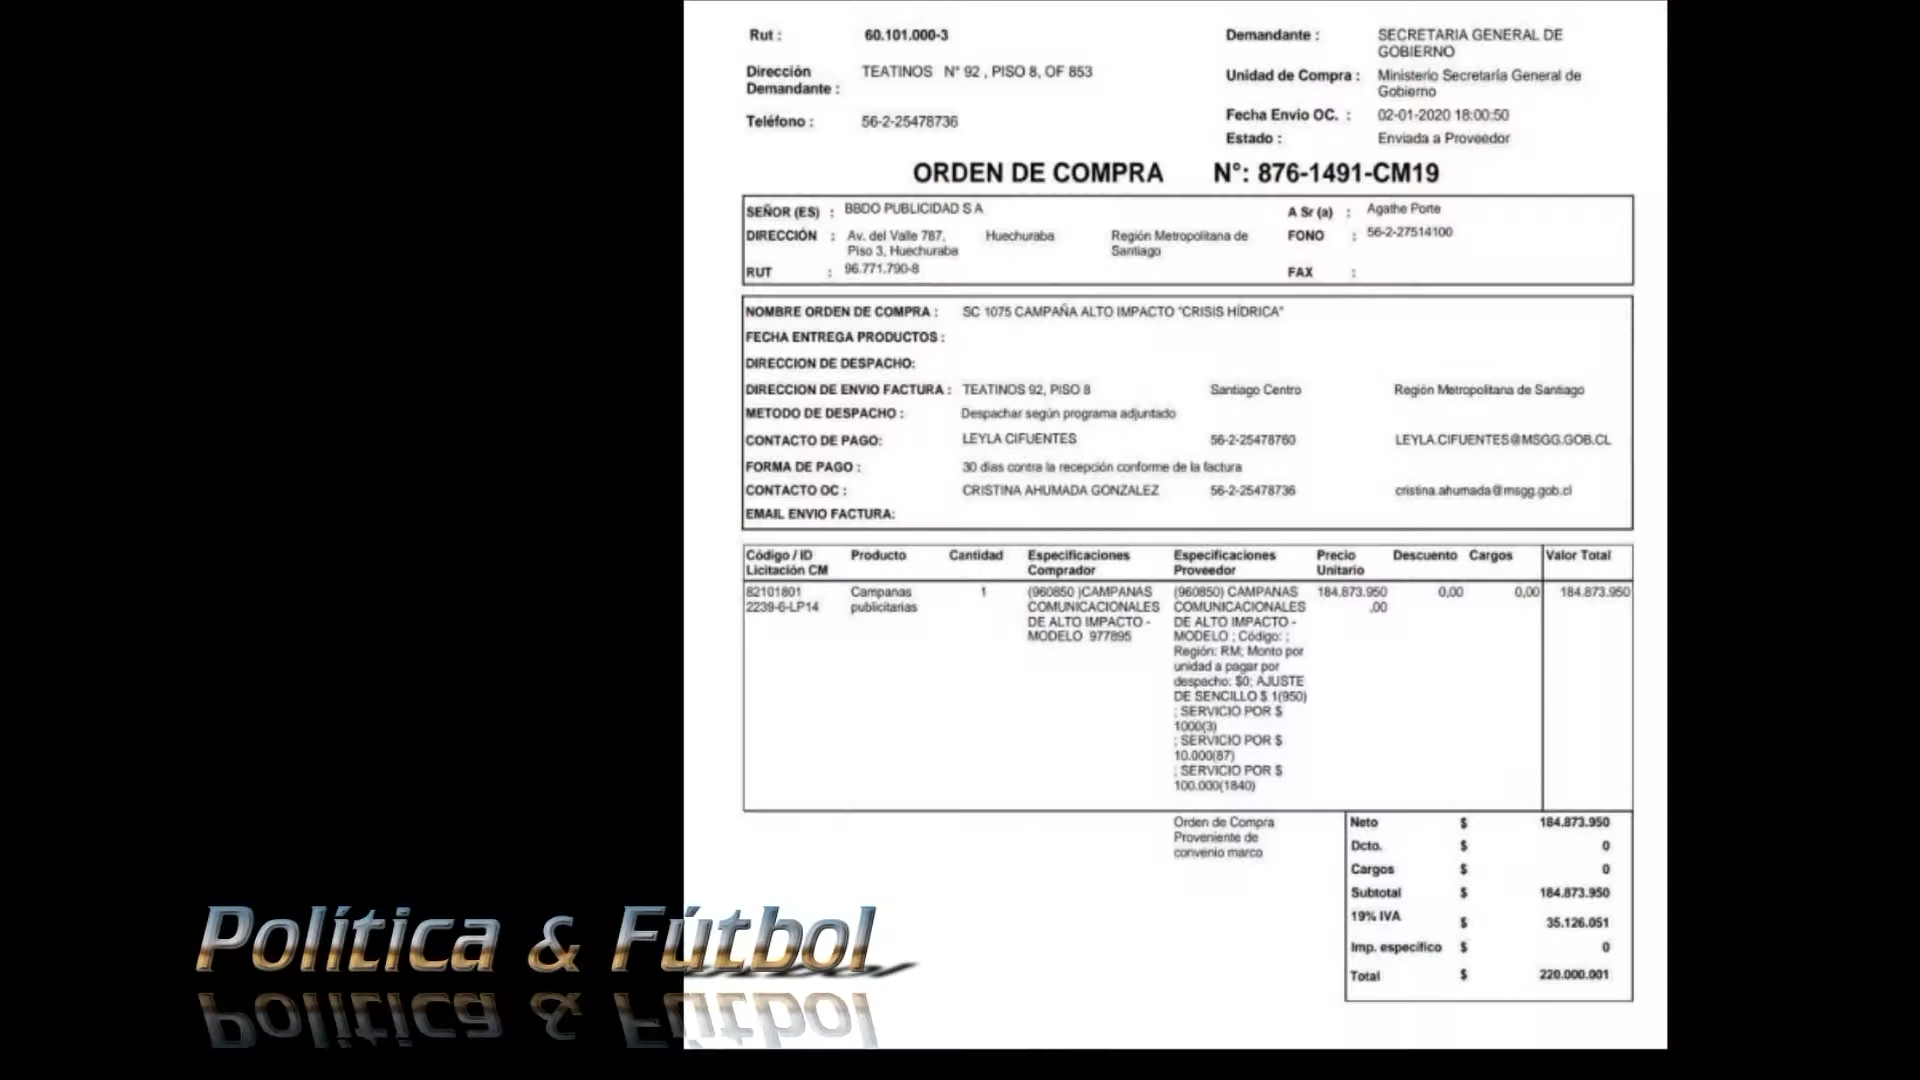 Rut : 60.101.000-3
Dirección Demandante : TEATINOS N° 92 , PISO 8, OF 853
Teléfono : 56-2-25478736
Demandante : SECRETARIA GENERAL DE GOBIERNO
Unidad de Compra : Ministerio Secretaría General de Gobierno
Fecha Envio OC. : 02-01-2020 18:00:50
Estado : Enviada a Proveedor
ORDEN DE COMPRA N°: 876-1491-CM19
SEÑOR (ES) : BBDO PUBLICIDAD S A A Sr (a) : Agathe Porte
DIRECCIÓN : Av. del Valle 787, Piso 3, Huechuraba Huechuraba Región Metropolitana de Santiago FONO : 56-2-27514100
RUT : 96.771.790-8 FAX :
NOMBRE ORDEN DE COMPRA : SC 1075 CAMPAÑA ALTO IMPACTO "CRISIS HÍDRICA"
FECHA ENTREGA PRODUCTOS :
DIRECCION DE DESPACHO:
DIRECCION DE ENVIO FACTURA : TEATINOS 92, PISO 8 Santiago Centro Región Metropolitana de Santiago
METODO DE DESPACHO : Despachar según programa adjuntado
CONTACTO DE PAGO: LEYLA CIFUENTES 56-2-25478760 LEYLA.CIFUENTES@MSGG.GOB.CL
FORMA DE PAGO : 30 días contra la recepción conforme de la factura
CONTACTO OC : CRISTINA AHUMADA GONZALEZ 56-2-25478736 cristina.ahumada@msgg.gob.cl
EMAIL ENVIO FACTURA:
Código / ID Licitación CM Producto Cantidad Especificaciones Comprador Especificaciones Proveedor Precio Unitario Descuento Cargos Valor Total
82101801 Campanas 1 (960850 )CAMPANAS (960850) CAMPANAS 184.873.950 0,00 0,00 184.873.950
2239-6-LP14 publicitarias COMUNICACIONALES COMUNICACIONALES ,00
DE ALTO IMPACTO - DE ALTO IMPACTO -
MODELO 977895 MODELO ; Código: ;
Región: RM; Monto por
unidad a pagar por
despacho: $0; AJUSTE
DE SENCILLO $ 1(950)
; SERVICIO POR $
1000(3)
; SERVICIO POR $
10.000(87)
; SERVICIO POR $
100.000(1840)
Orden de Compra
Proveniente de
convenio marco
Neto $ 184.873.950
Dcto. $ 0
Cargos $ 0
Subtotal $ 184.873.950
19% IVA $ 35.126.051
Imp. específico $ 0
Total $ 220.000.001
Política & Fútbol